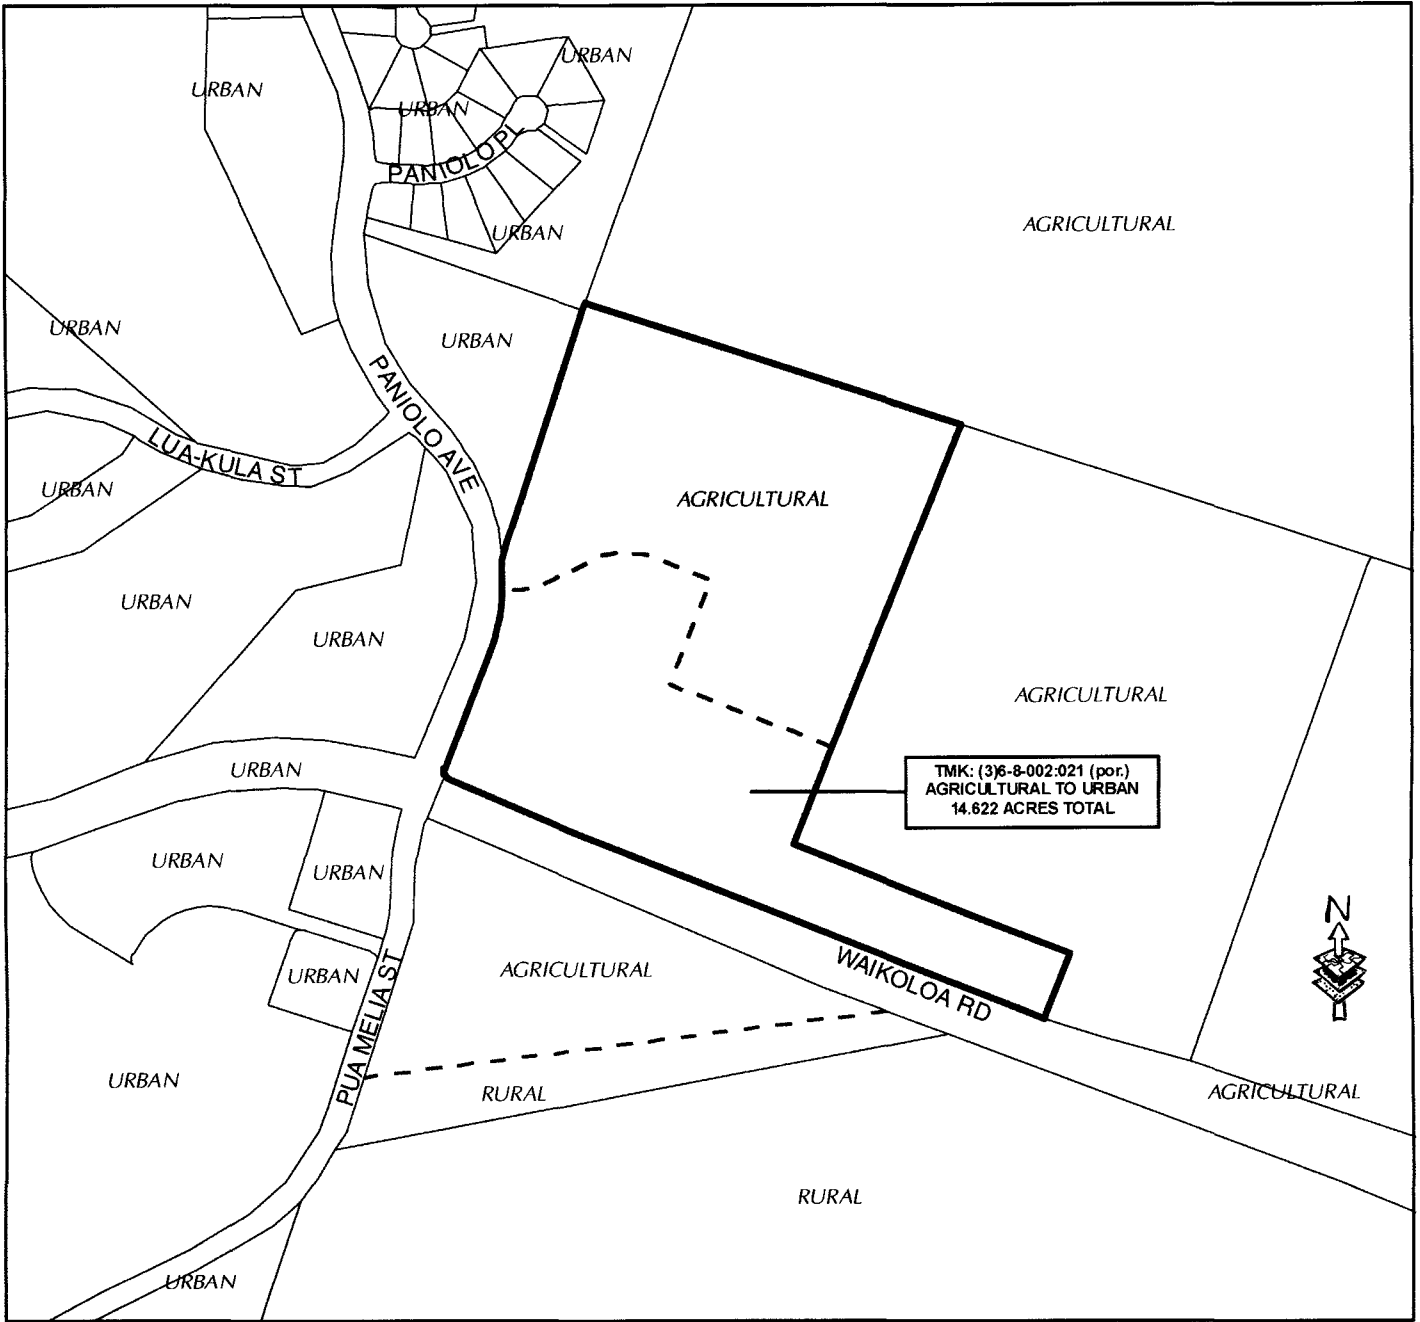 URBAN
URBAN
URBAN
PANIOLO PL
URBAN
AGRICULTURAL
URBAN
URBAN
PANIOLO AVE
LUA-KULA ST
URBAN
AGRICULTURAL
URBAN
URBAN
AGRICULTURAL
URBAN
TMK: (3)6-8-002:021 (por.)
AGRICULTURAL TO URBAN
14.622 ACRES TOTAL
URBAN
URBAN
N
WAIKOLOA RD
AGRICULTURAL
URBAN
PUA MELIA ST
URBAN
RURAL
AGRICULTURAL
RURAL
URBAN